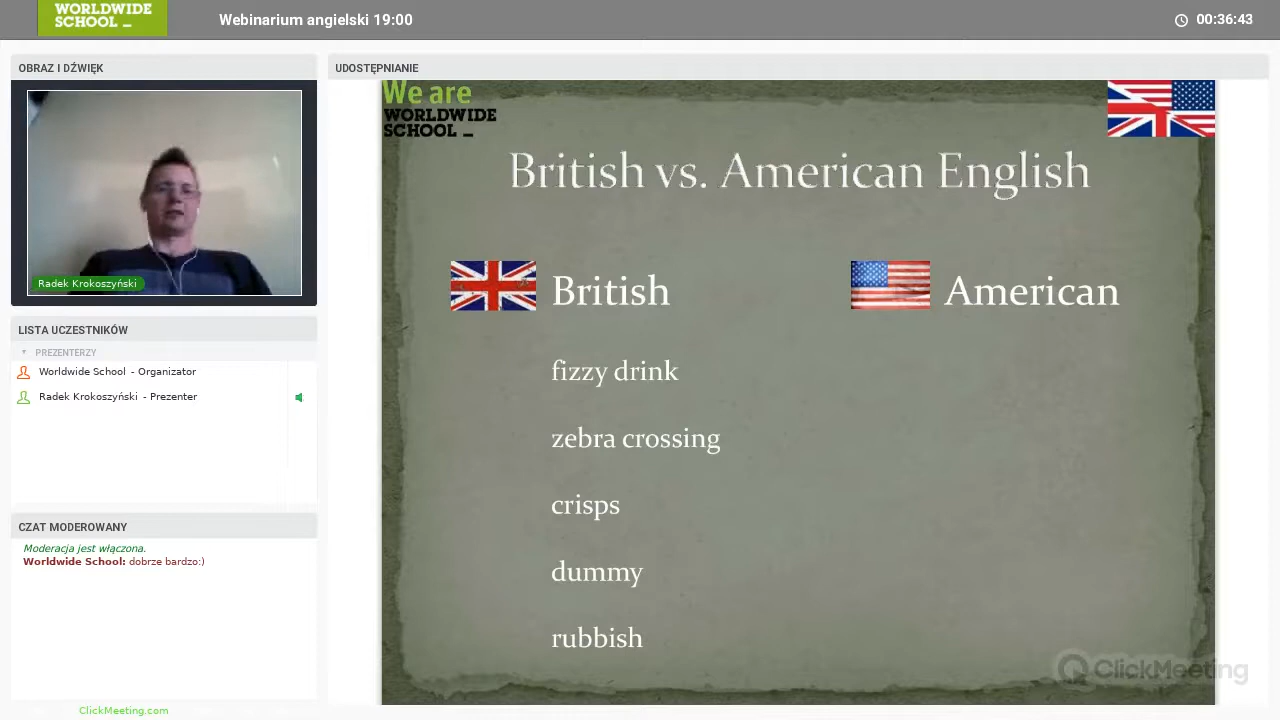 WORLDWIDE
SCHOOL _
Webinarium angielski 19:00
00:36:43
OBRAZ I DŹWIĘK
Radek Krokoszyński
LISTA UCZESTNIKÓW
PREZENTERZY
Worldwide School - Organizator
Radek Krokoszyński - Prezenter
CZAT MODEROWANY
Moderacja jest włączona.
Worldwide School: dobrze bardzo:)
ClickMeeting.com
UDOSTĘPNIANIE
We are
WORLDWIDE
SCHOOL _
British vs. American English
British
American
fizzy drink
zebra crossing
crisps
dummy
rubbish
ClickMeeting